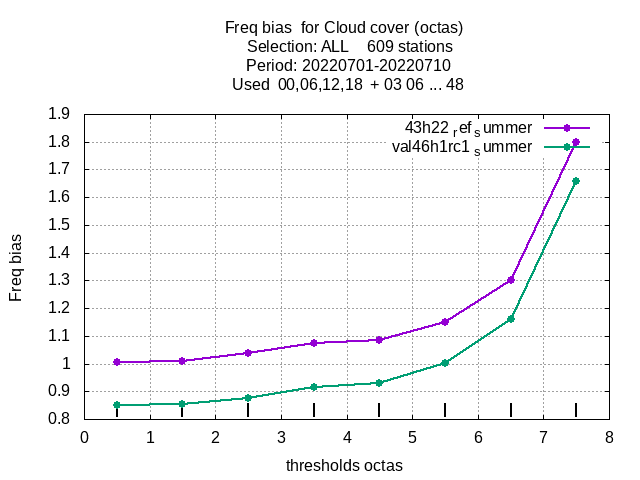 Freq bias  for Cloud cover (octas)
Selection: ALL    609 stations
Period: 20220701-20220710
Used  00,06,12,18  + 03 06 ... 48
43h22 ref summer
val46h1rc1 summer
1.9
1.8
1.7
1.6
1.5
1.4
1.3
1.2
1.1
1
0.9
0.8
Freq bias
0 1 2 3 4 5 6 7 8
thresholds octas